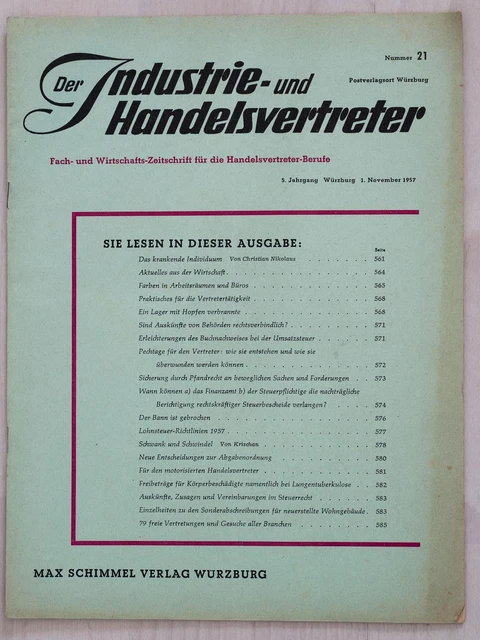 Nummer 21
Der Industrie- und
Handelsvertreter
Postverlagsort Würzburg
Fach- und Wirtschafts-Zeitschrift für die Handelsvertreter-Berufe
5. Jahrgang Würzburg 1. November 1957
SIE LESEN IN DIESER AUSGABE:
Seite
Das krankende Individuum Von Christian Nikolaus . . . . . . . 561
Aktuelles aus der Wirtschaft . . . . . . . . . . . . . 564
Farben in Arbeitsräumen und Büros . . . . . . . . . . . 565
Praktisches für die Vertretertätigkeit . . . . . . . . . . . 568
Ein Lager mit Hopfen verbrannte . . . . . . . . . . . . 568
Sind Auskünfte von Behörden rechtsverbindlich? . . . . . . . . 571
Erleichterungen des Buchnachweises bei der Umsatzsteuer . . . . . . 571
Pechtage für den Vertreter: wie sie entstehen und wie sie
überwunden werden können . . . . . . . . . . . 572
Sicherung durch Pfandrecht an beweglichen Sachen und Forderungen . . . 573
Wann können a) das Finanzamt b) der Steuerpflichtige die nachträgliche
Berichtigung rechtskräftiger Steuerbescheide verlangen? . . . . 574
Der Bann ist gebrochen . . . . . . . . . . . . . . 576
Lohnsteuer-Richtlinien 1957 . . . . . . . . . . . . . 577
Schwank und Schwindel Von Krischan . . . . . . . . . . . 578
Neue Entscheidungen zur Abgabenordnung . . . . . . . . . 580
Für den motorisierten Handelsvertreter . . . . . . . . . . 581
Freibeträge für Körperbeschädigte namentlich bei Lungentuberkulose . . 582
Auskünfte, Zusagen und Vereinbarungen im Steuerrecht . . . . . . 583
Einzelheiten zu den Sonderabschreibungen für neuerstellte Wohngebäude . 583
79 freie Vertretungen und Gesuche aller Branchen . . . . . . . 585
MAX SCHIMMEL VERLAG WÜRZBURG